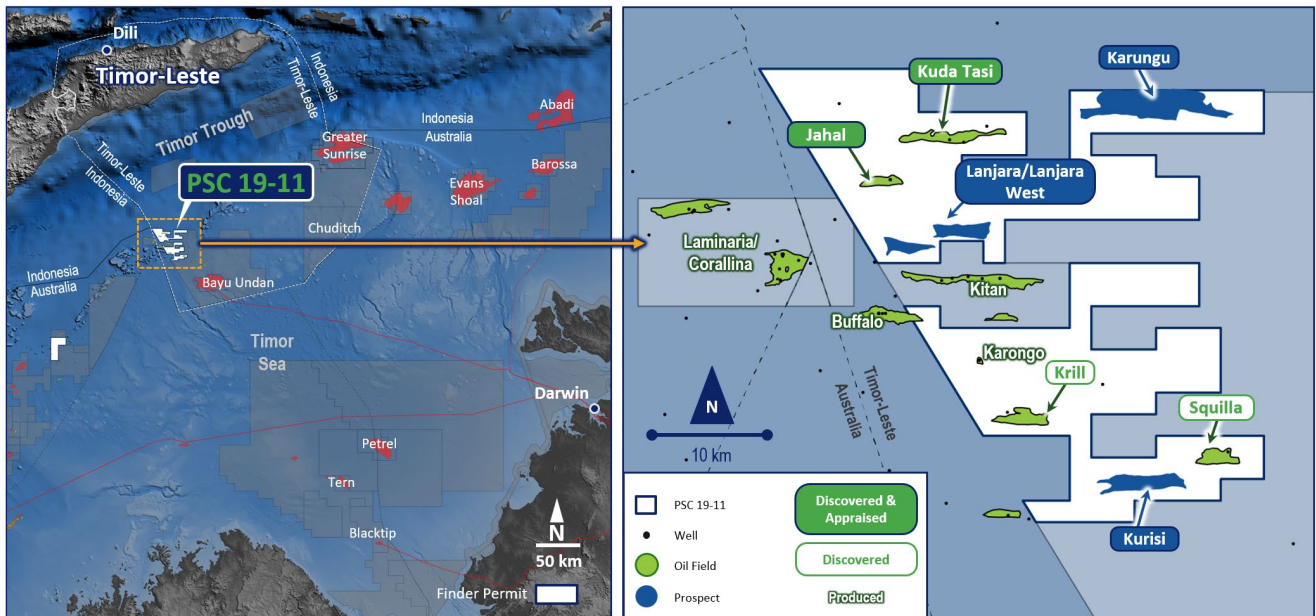 Dili
Timor-Leste
Indonesia
Timor-Leste
Timor Trough
Abadi
Indonesia
Australia
Greater
Sunrise
Barossa
Evans
Shoal
Timor-Leste
Indonesia
PSC 19-11
Chuditch
Indonesia
Australia
Bayu Undan
Timor
Sea
Darwin
Petrel
Tern
Blacktip
N
50 km
Finder Permit
Kuda Tasi
Karungu
Jahal
Lanjara/Lanjara
West
Laminaria/
Corallina
Kitan
Buffalo
Karongo
Krill
Timor-Leste
Australia
Squilla
N
10 km
Kurisi
PSC 19-11
Well
Oil Field
Prospect
Discovered &
Appraised
Discovered
Produced